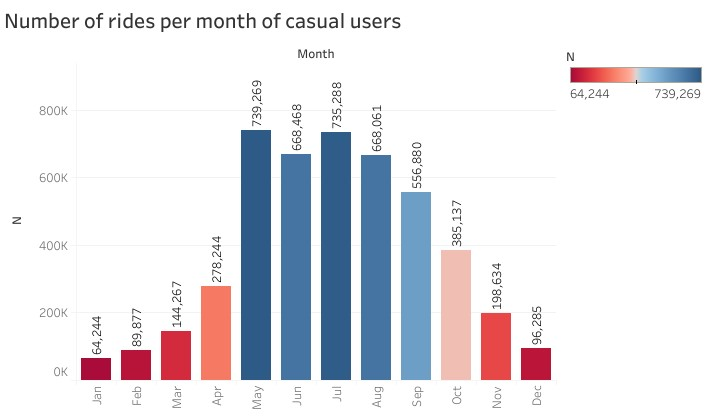 Number of rides per month of casual users
Month
N
64,244 739,269
N
800K
600K
400K
200K
0K
64,244
89,877
144,267
278,244
739,269
668,468
735,288
668,061
556,880
385,137
198,634
96,285
Jan
Feb
Mar
Apr
May
Jun
Jul
Aug
Sep
Oct
Nov
Dec